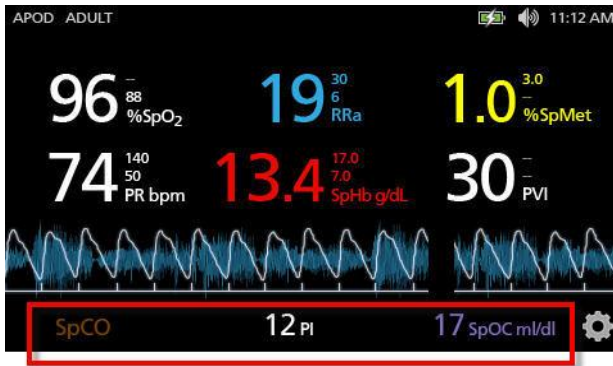 APOD ADULT 11:12 AM
96 -- 88 %SpO₂
19 30 6 RRa
1.0 3.0 -- %SpMet
74 140 50 PR bpm
13.4 17.0 7.0 SpHb g/dL
30 -- -- PVI
SpCO 12 PI 17 SpOC ml/dl